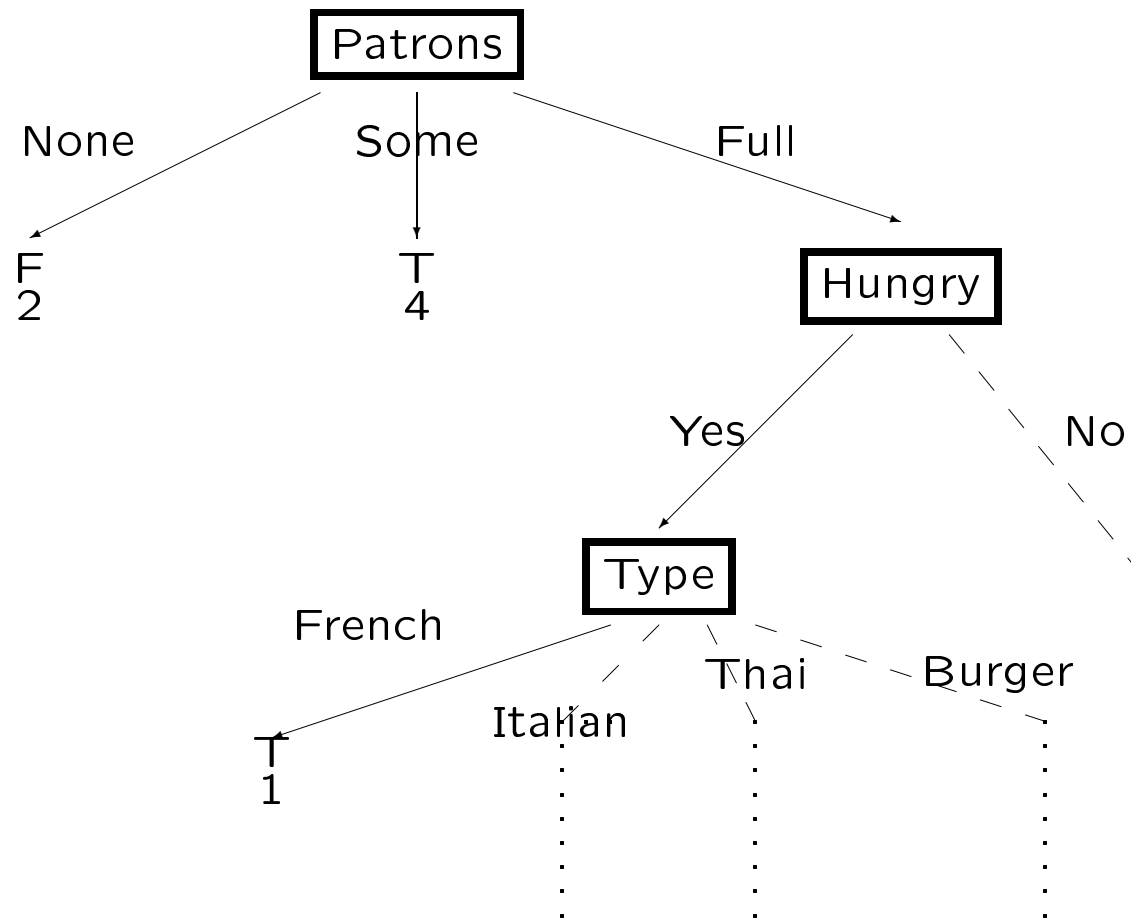 Patrons
None Some Full
F T
2 4
Hungry
Yes No
Type
French
Thai Burger
Italian
T
1